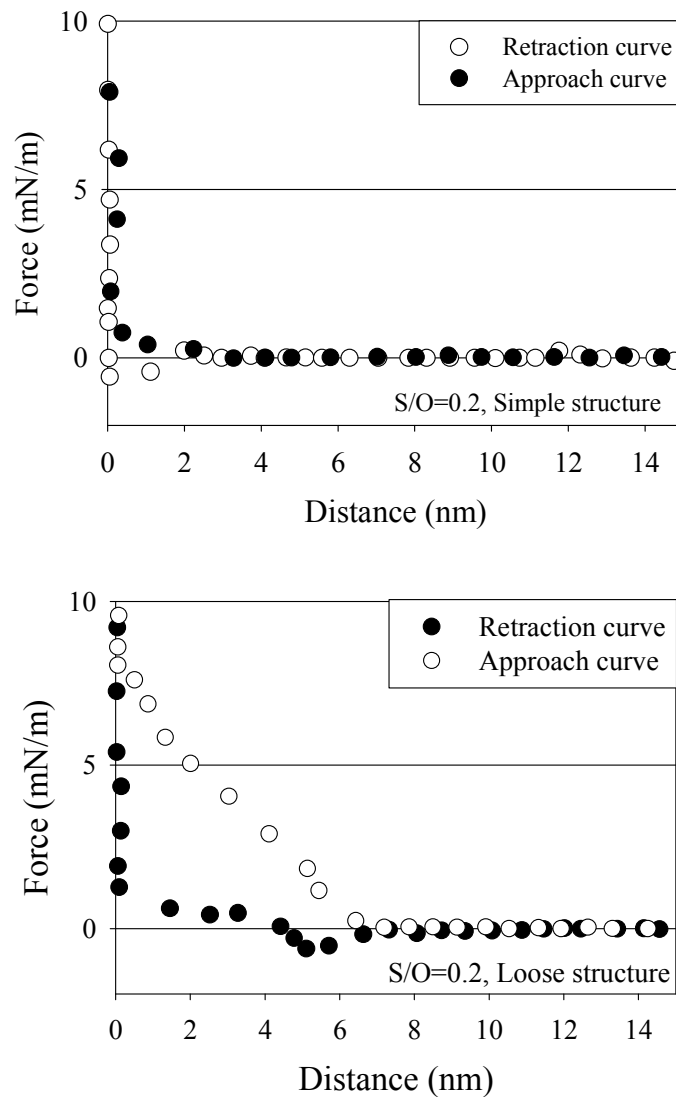 10
Retraction curve
Approach curve
5
Force (mN/m)
0
S/O=0.2, Simple structure
0 2 4 6 8 10 12 14
Distance (nm)
10
Retraction curve
Approach curve
5
Force (mN/m)
0
S/O=0.2, Loose structure
0 2 4 6 8 10 12 14
Distance (nm)